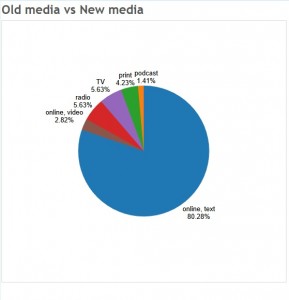 Old media vs New media
print
4.23%
podcast
1.41%
TV
5.63%
radio
5.63%
online, video
2.82%
online, text
80.28%